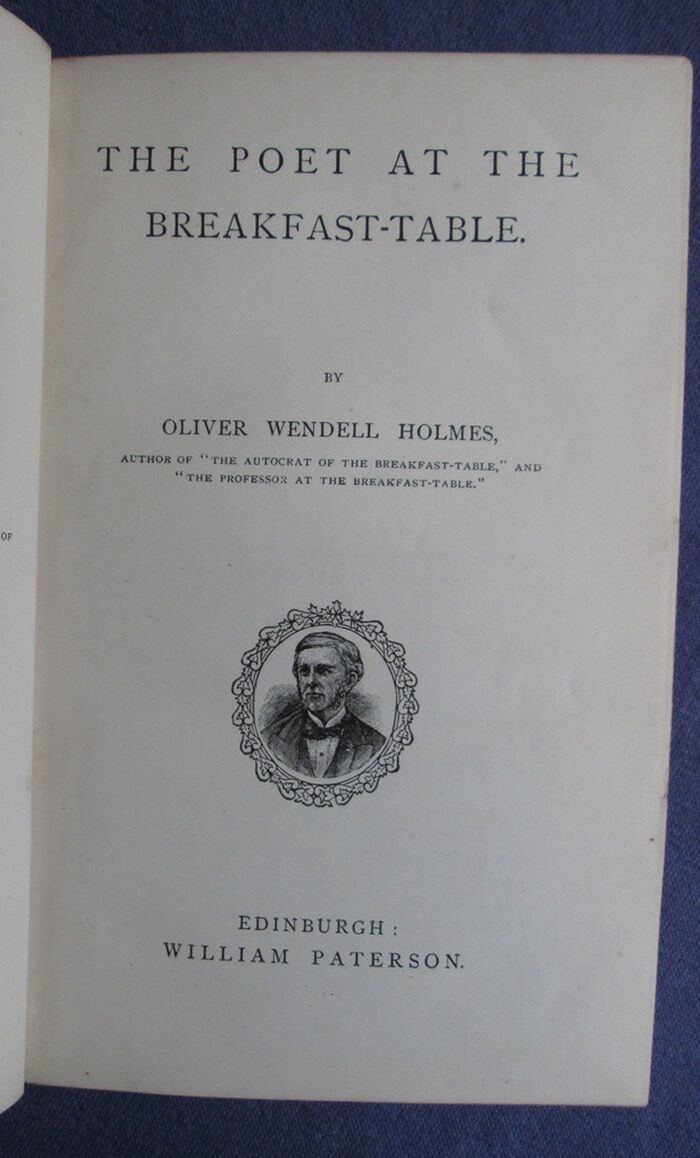 THE POET AT THE
BREAKFAST-TABLE.
BY
OLIVER WENDELL HOLMES,
AUTHOR OF "THE AUTOCRAT OF THE BREAKFAST-TABLE," AND
"THE PROFESSOR AT THE BREAKFAST-TABLE."
OF
EDINBURGH:
WILLIAM PATERSON.